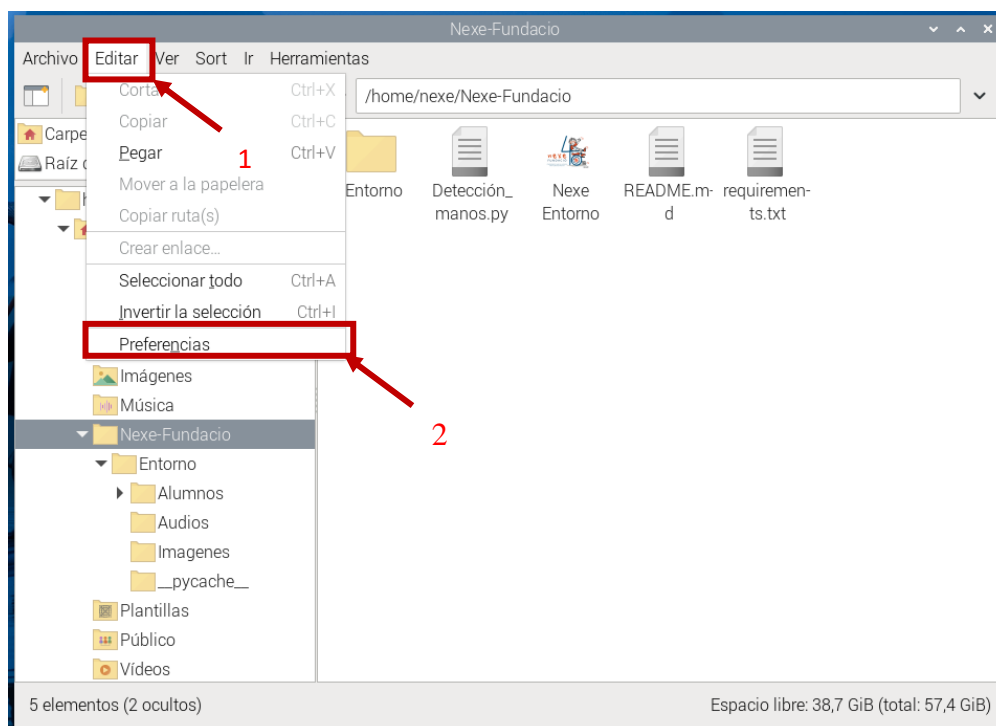 Nexe-Fundacio
Archivo Editar Ver Sort Ir Herramientas
/home/nexe/Nexe-Fundacio
Ctrl+X
Copiar Ctrl+C
Pegar Ctrl+V
Mover a la papelera
Copiar ruta(s)
Crear enlace...
Seleccionar todo Ctrl+A
Invertir la selección Ctrl+I
Preferencias
1
2
Entorno
Detección_
manos.py
Nexe
Entorno
README.m-
d
requiremen-
ts.txt
Imágenes
Música
Nexe-Fundacio
Entorno
Alumnos
Audios
Imagenes
__pycache__
Plantillas
Público
Vídeos
5 elementos (2 ocultos) Espacio libre: 38,7 GiB (total: 57,4 GiB)